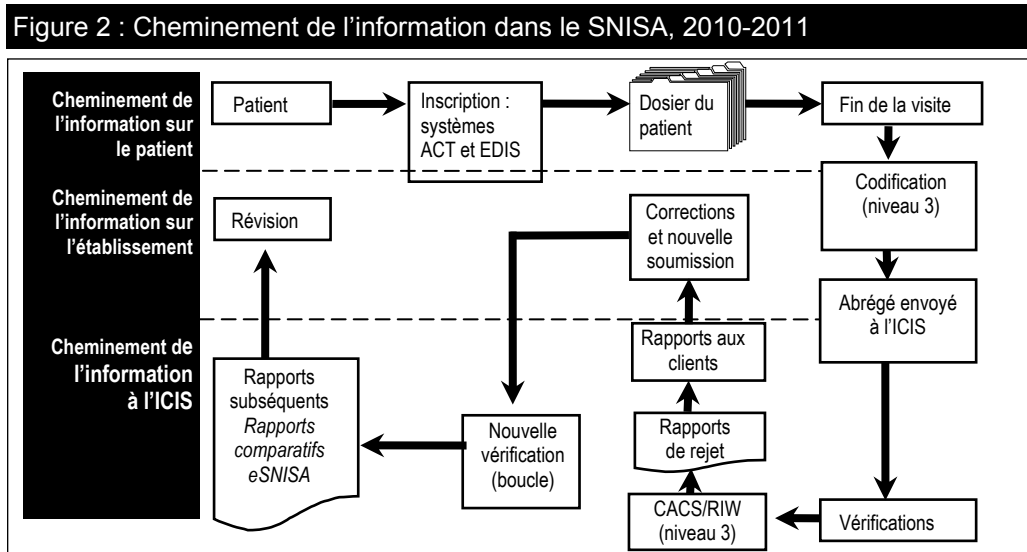 Figure 2 : Cheminement de l'information dans le SNISA, 2010-2011
Cheminement de
l'information sur
le patient
Patient
Inscription :
systèmes
ACT et EDIS
Dossier du
patient
Fin de la visite
Cheminement de
l'information sur
l'établissement
Révision
Corrections
et nouvelle
soumission
Codification
(niveau 3)
Abrégé envoyé
à l'ICIS
Cheminement de
l'information
à l'ICIS
Rapports
subséquents
Rapports
comparatifs
eSNISA
Nouvelle
vérification
(boucle)
Rapports aux
clients
Rapports
de rejet
CACS/RIW
(niveau 3)
Vérifications